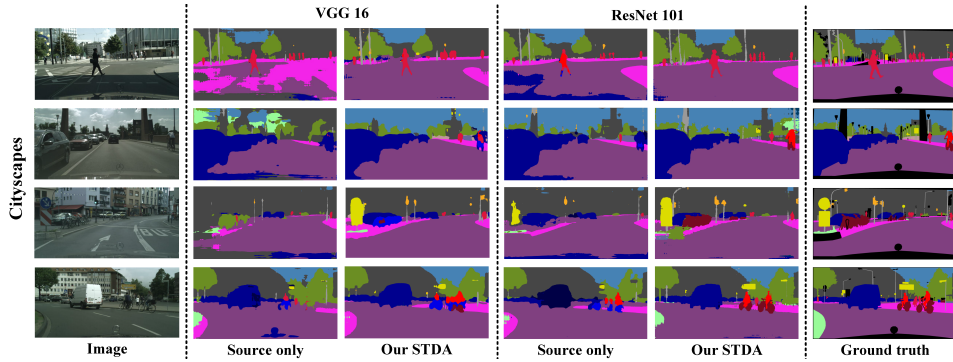 VGG 16
ResNet 101
Cityscapes
Image
Source only
Our STDA
Source only
Our STDA
Ground truth